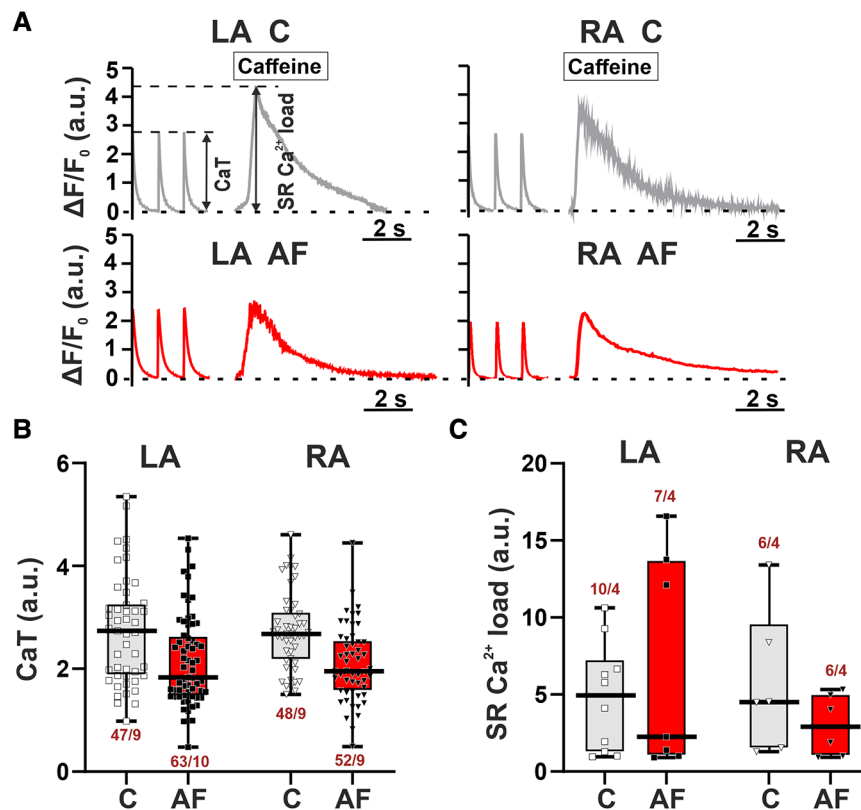 A
LA C
RA C
Caffeine
Caffeine
ΔF/F0 (a.u.)
5
4
3
2
1
0
CaT
SR Ca2+ load
2 s
2 s
LA AF
RA AF
ΔF/F0 (a.u.)
5
4
3
2
1
0
2 s
2 s
B
LA
RA
CaT (a.u.)
6
4
2
0
47/9
63/10
48/9
52/9
C
AF
C
AF
C
LA
RA
SR Ca2+ load (a.u.)
20
15
10
5
0
10/4
7/4
6/4
6/4
C
AF
C
AF